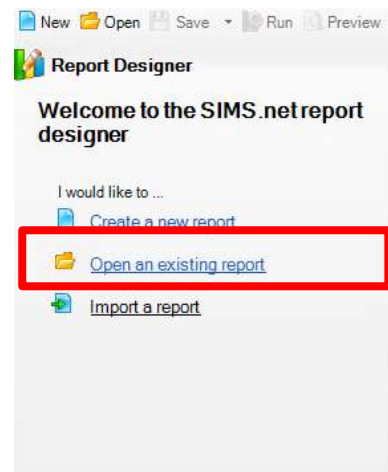 New Open Save Run Preview
Report Designer
Welcome to the SIMS.net report
designer
I would like to ...
Create a new report
Open an existing report
Import a report